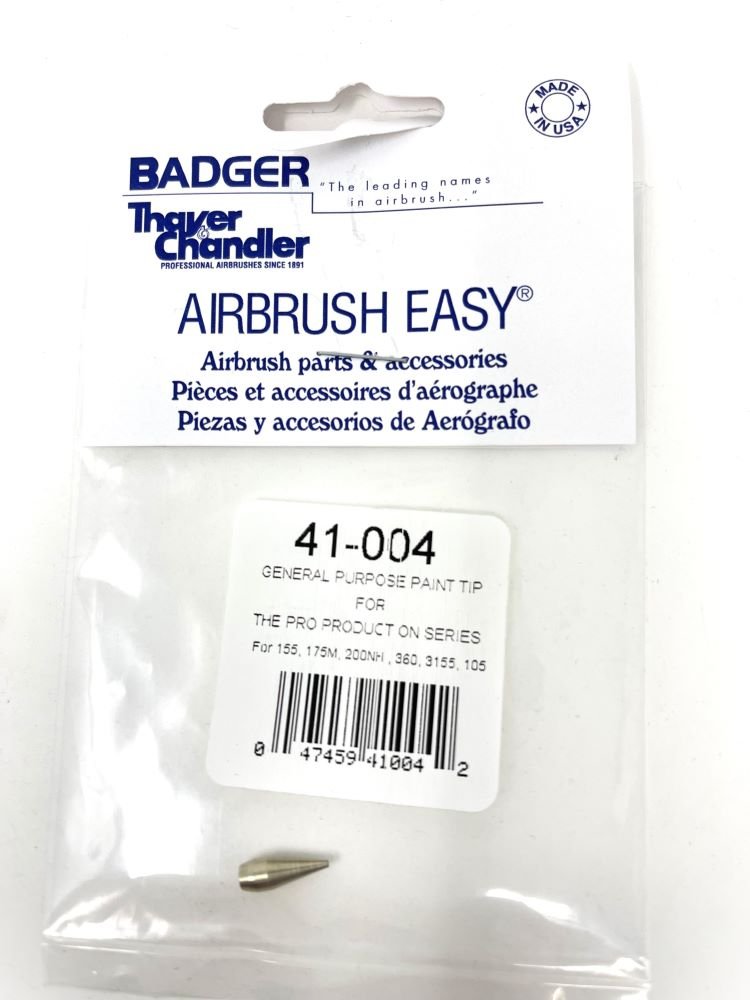 MADE
IN USA
BADGER
"The leading names
in airbrush..."
Thayer
& Chandler
PROFESSIONAL AIRBRUSHES SINCE 1891
AIRBRUSH EASY®
Airbrush parts & accessories
Pièces et accessoires d'aérographe
Piezas y accesorios de Aerógrafo
41-004
GENERAL PURPOSE PAINT TIP
FOR
THE PRO PRODUCT ON SERIES
For 155, 175M, 200NH , 360, 3155, 105
0 47459 41004 2